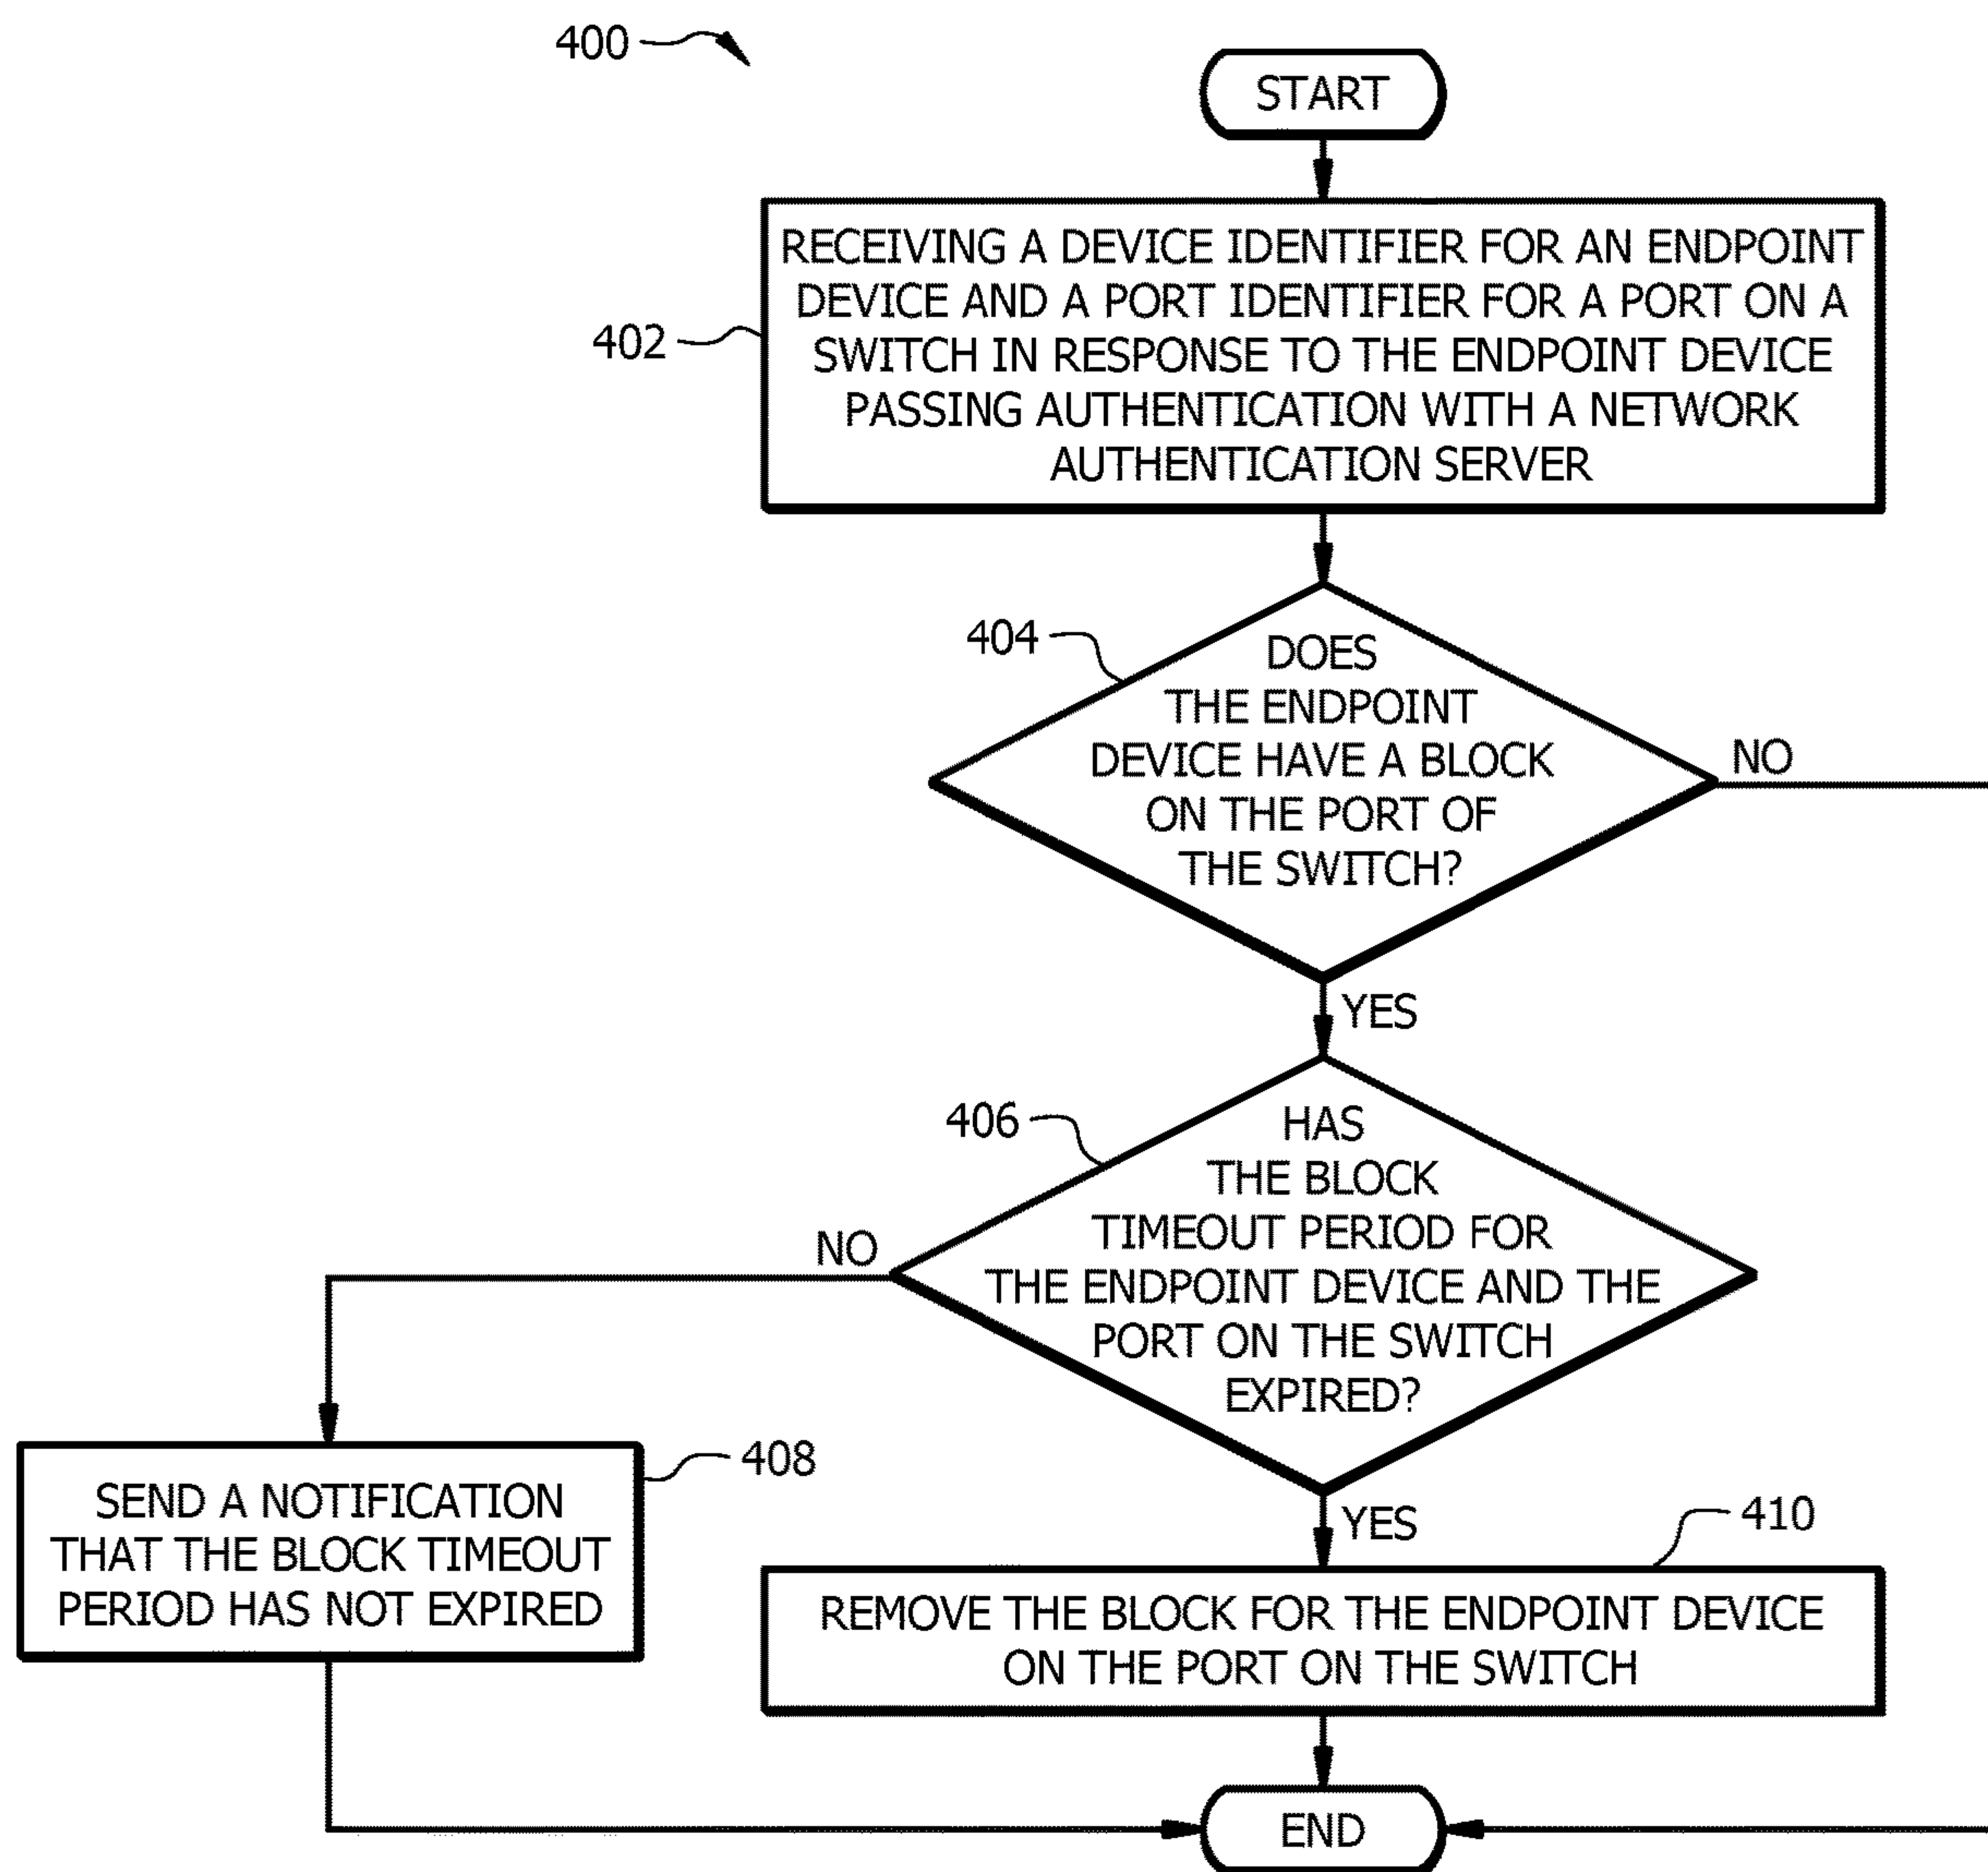 400
START
RECEIVING A DEVICE IDENTIFIER FOR AN ENDPOINT
DEVICE AND A PORT IDENTIFIER FOR A PORT ON A
SWITCH IN RESPONSE TO THE ENDPOINT DEVICE
PASSING AUTHENTICATION WITH A NETWORK
AUTHENTICATION SERVER
402
404
DOES
THE ENDPOINT
DEVICE HAVE A BLOCK
ON THE PORT OF
THE SWITCH?
NO
YES
406
HAS
THE BLOCK
TIMEOUT PERIOD FOR
THE ENDPOINT DEVICE AND THE
PORT ON THE SWITCH
EXPIRED?
NO
408
SEND A NOTIFICATION
THAT THE BLOCK TIMEOUT
PERIOD HAS NOT EXPIRED
YES
410
REMOVE THE BLOCK FOR THE ENDPOINT DEVICE
ON THE PORT ON THE SWITCH
END